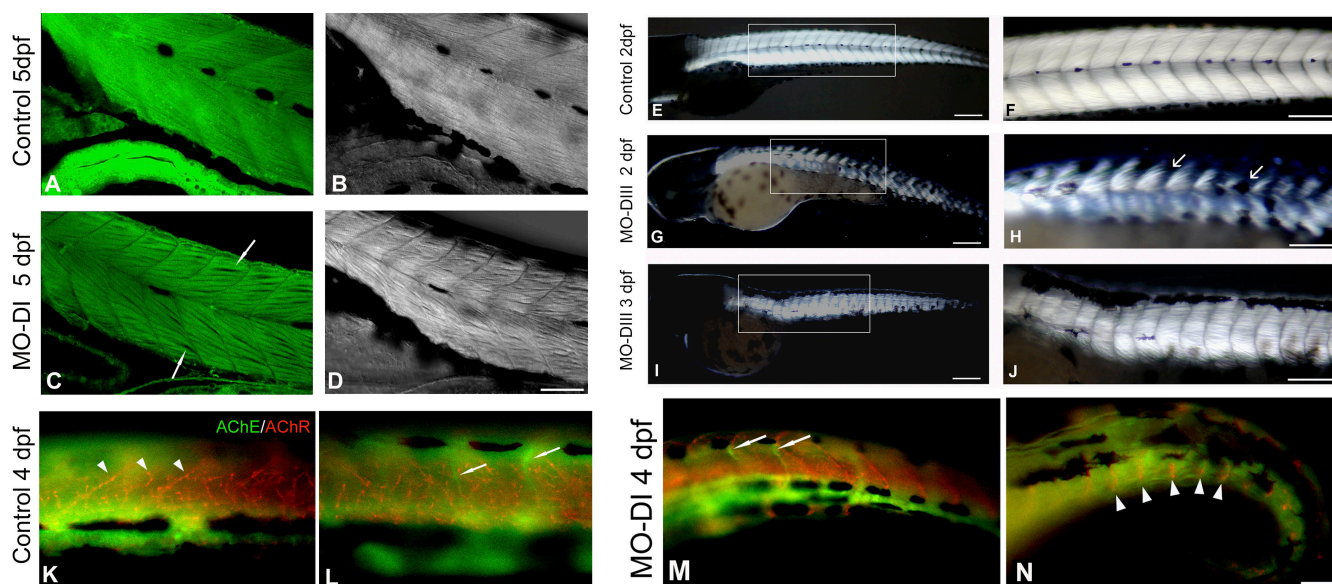 Control 5dpf
A
B
MO-DI 5 dpf
C
D
Control 2dpf
E
F
MO-DIII 2 dpf
G
H
MO-DIII 3 dpf
I
J
Control 4 dpf
AChE/AChR
K
L
MO-DI 4 dpf
M
N